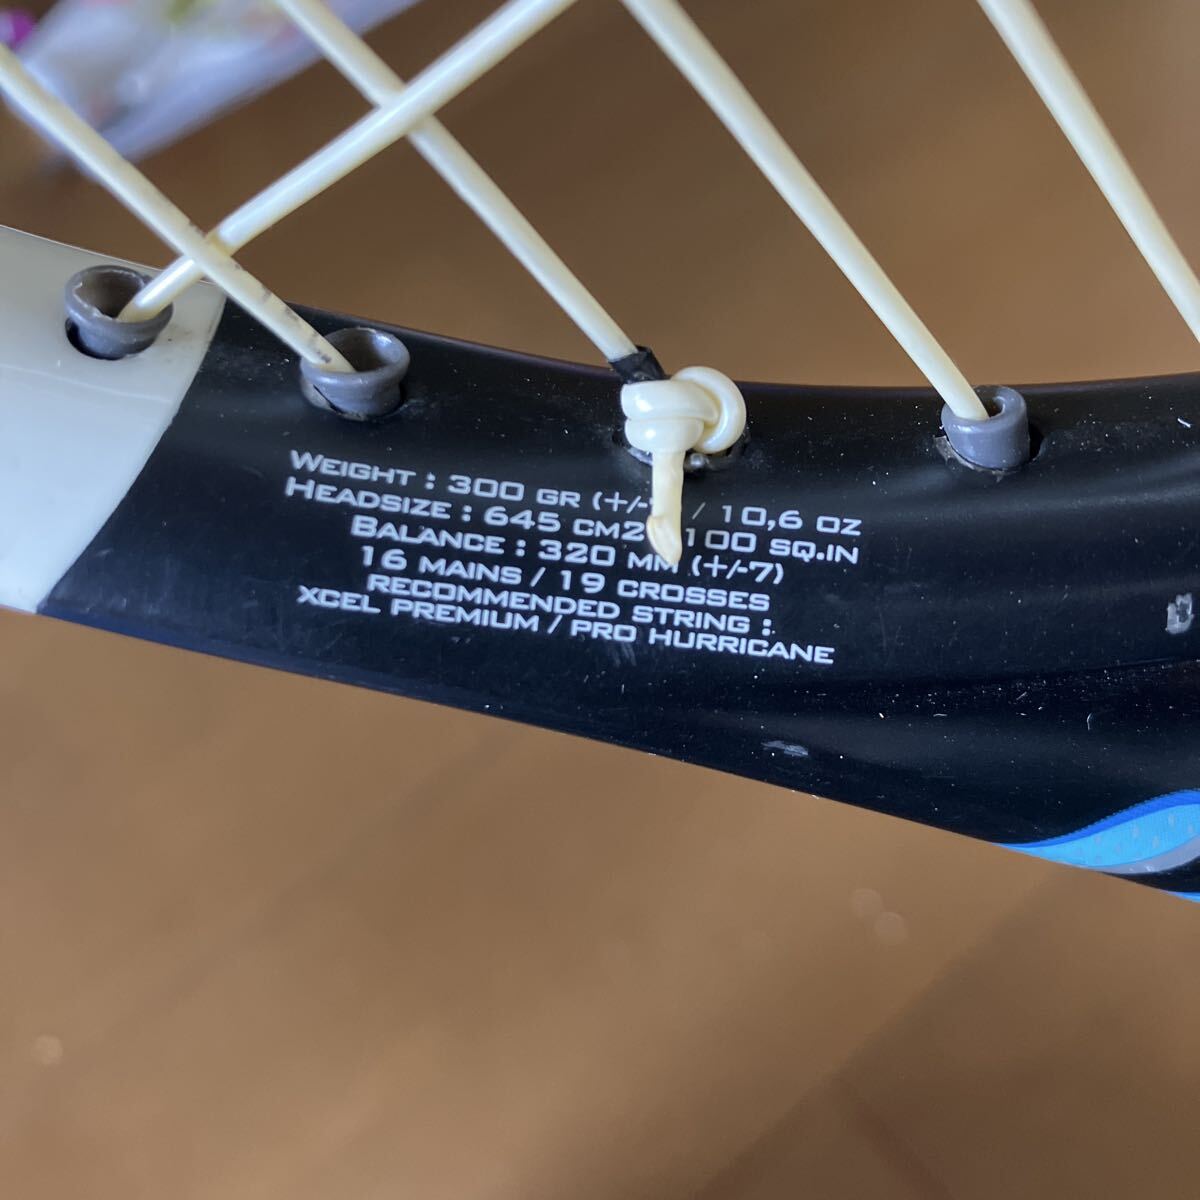 WEIGHT : 300 GR (+/- / 10,6 OZ
HEADSIZE : 645 CM2 100 SQ.IN
BALANCE : 320 MM (+/-7)
16 MAINS / 19 CROSSES
RECOMMENDED STRING :
XCEL PREMIUM / PRO HURRICANE